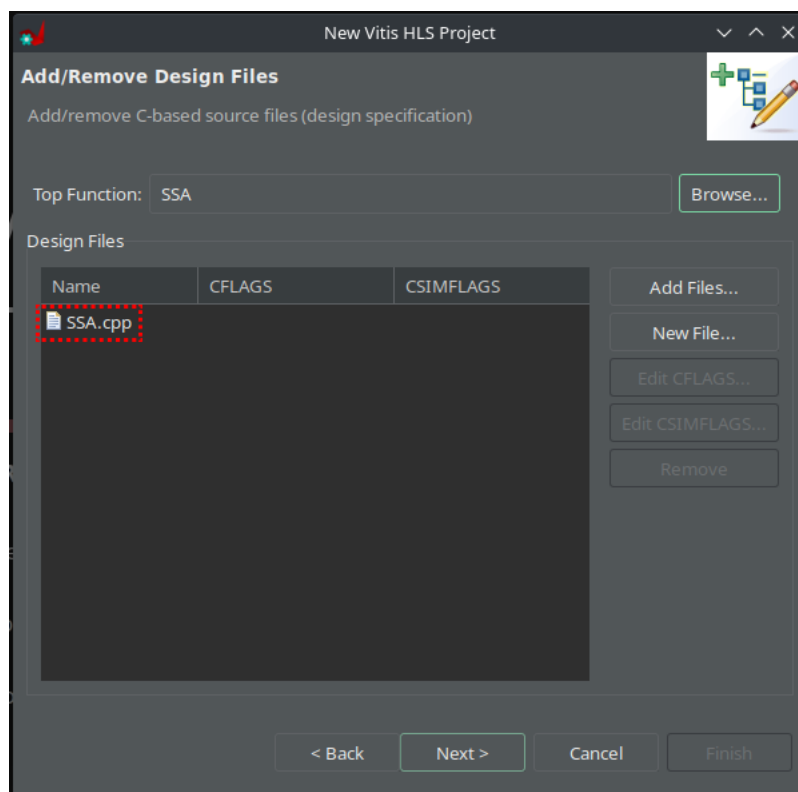 New Vitis HLS Project
Add/Remove Design Files
Add/remove C-based source files (design specification)
Top Function: SSA Browse...
Design Files
Name CFLAGS CSIMFLAGS
SSA.cpp
Add Files...
New File...
Edit CFLAGS...
Edit CSIMFLAGS...
Remove
< Back Next > Cancel Finish